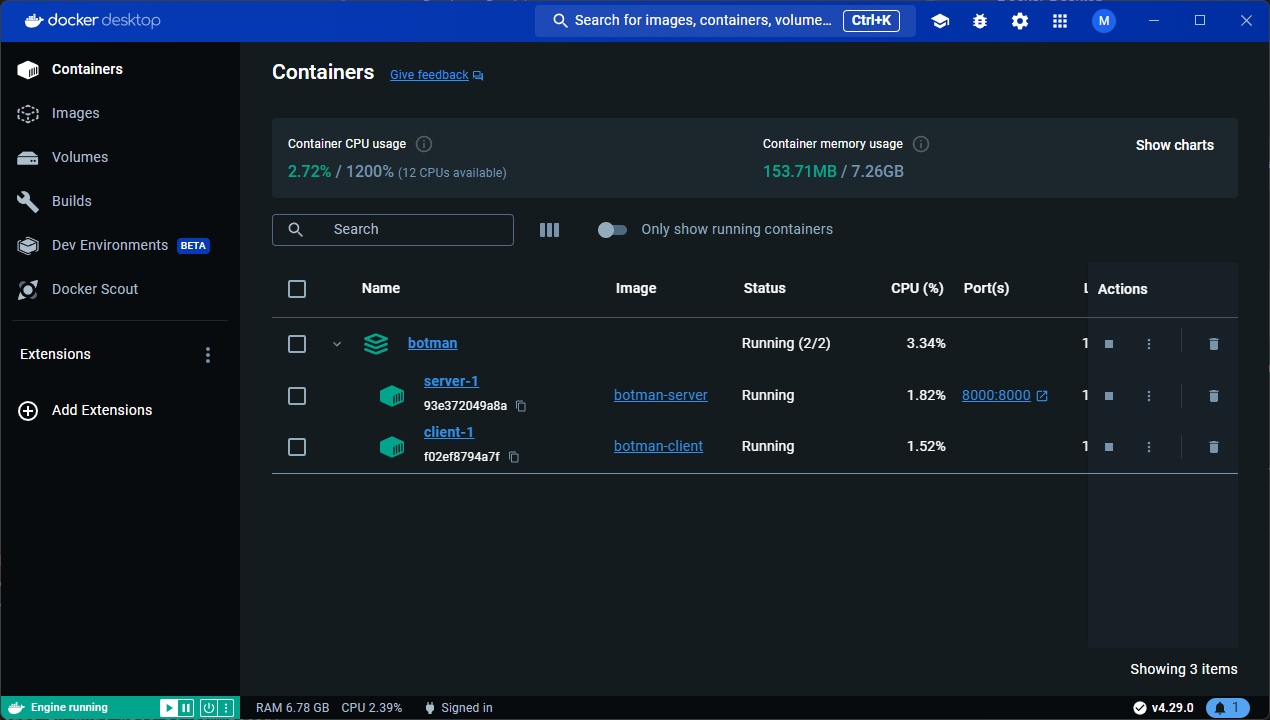 docker desktop
Search for images, containers, volume...
Ctrl+K
M
Containers
Images
Volumes
Builds
Dev Environments BETA
Docker Scout
Extensions
Add Extensions
Containers Give feedback
Container CPU usage
2.72% / 1200% (12 CPUs available)
Container memory usage
153.71MB / 7.26GB
Show charts
Search
Only show running containers
Name Image Status CPU (%) Port(s) L Actions
botman Running (2/2) 3.34% 1
server-1
93e372049a8a botman-server Running 1.82% 8000:8000 1
client-1
f02ef8794a7f botman-client Running 1.52% 1
Showing 3 items
Engine running RAM 6.78 GB CPU 2.39% Signed in v4.29.0 1